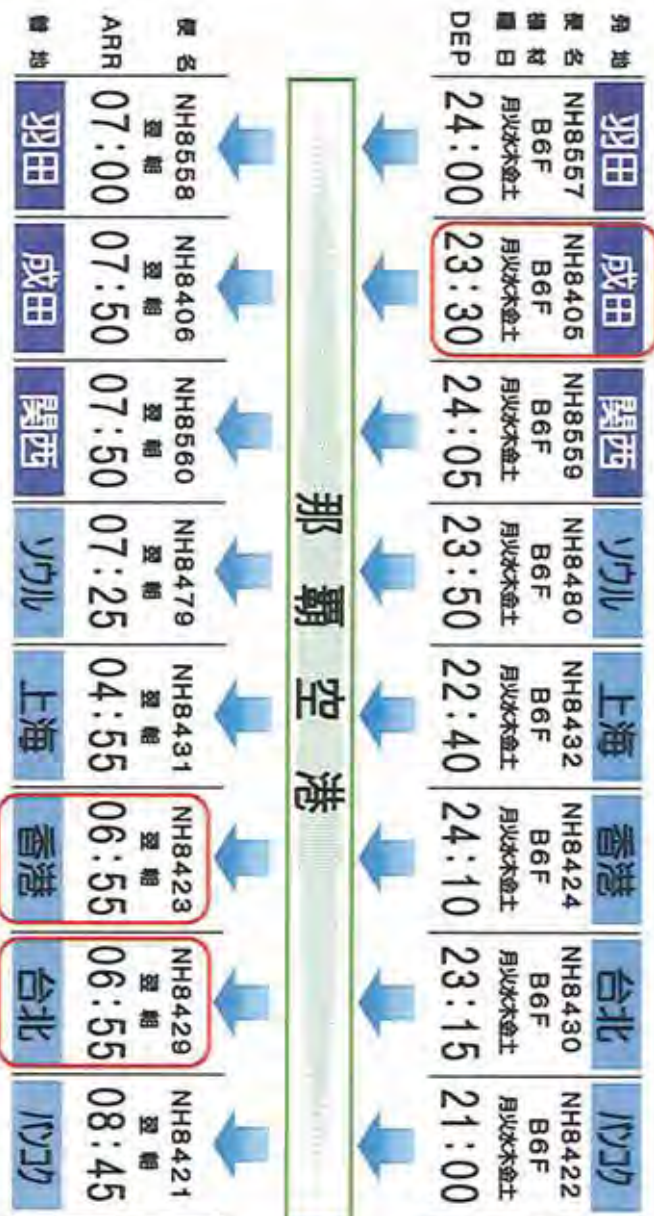 発地 羽田 成田 関西 ソウル 上海 香港 台北 バンコク
便名 NH8557 NH8405 NH8559 NH8480 NH8432 NH8424 NH8430 NH8422
機材 B6F B6F B6F B6F B6F B6F B6F B6F
曜日 月火水木金土 月火水木金土 月火水木金土 月火水木金土 月火水木金土 月火水木金土 月火水木金土 月火水木金土
DEP 24:00 23:30 24:05 23:50 22:40 24:10 23:15 21:00
那覇空港
便名 NH8558 NH8406 NH8560 NH8479 NH8431 NH8423 NH8429 NH8421
翌朝 翌朝 翌朝 翌朝 翌朝 翌朝 翌朝 翌朝
ARR 07:00 07:50 07:50 07:25 04:55 06:55 06:55 08:45
着地 羽田 成田 関西 ソウル 上海 香港 台北 バンコク